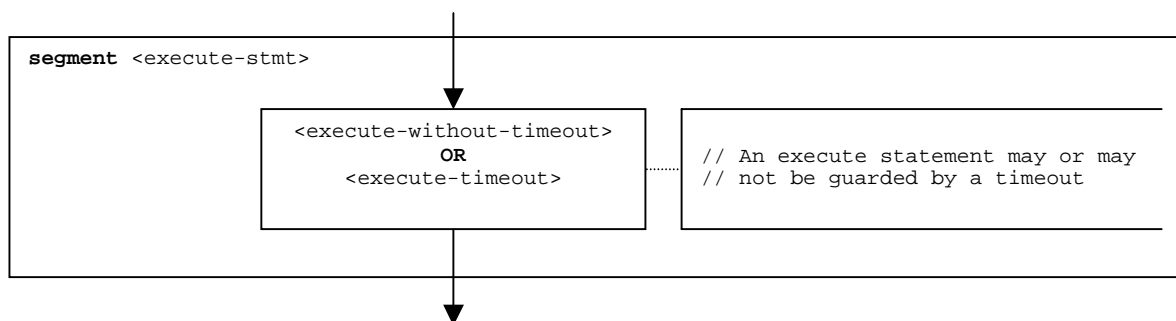 segment <execute-stmt>
<execute-without-timeout>
OR
<execute-timeout>
// An execute statement may or may
// not be guarded by a timeout